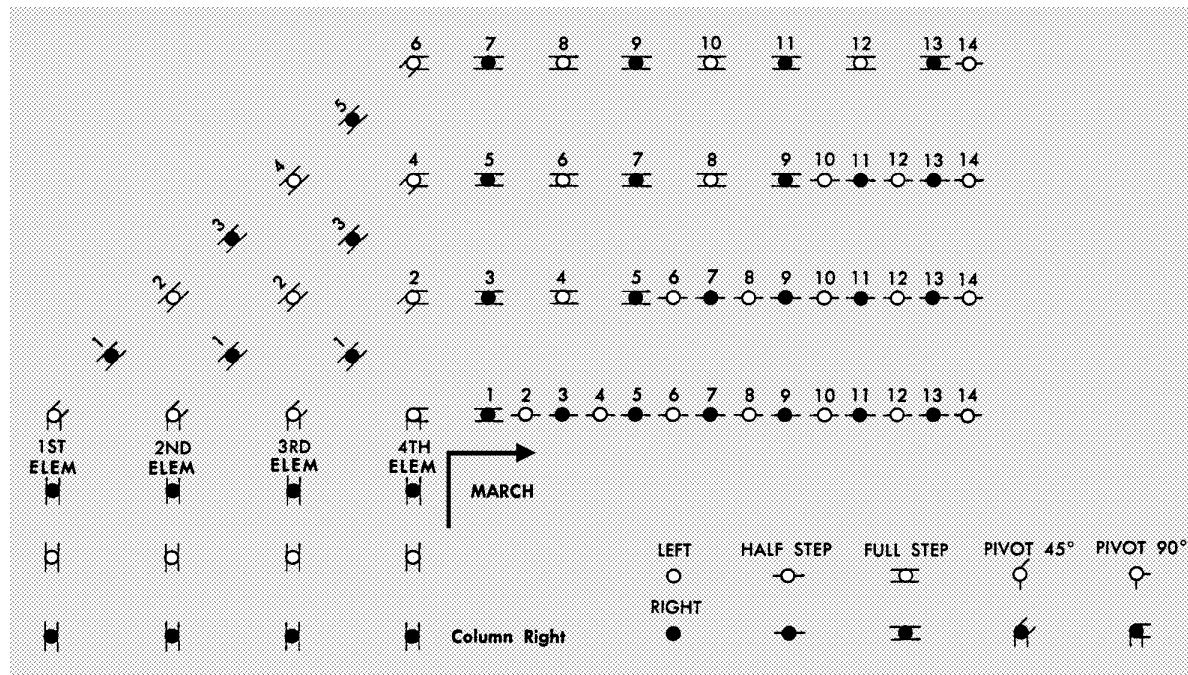 6 7 8 9 10 11 12 13 14
5
4 4 5 6 7 8 9 10 11 12 13 14
3 3
2 2 2 3 4 5 6 7 8 9 10 11 12 13 14
1 1 1
1 2 3 4 5 6 7 8 9 10 11 12 13 14
1ST 2ND 3RD 4TH
ELEM ELEM ELEM ELEM
MARCH
LEFT HALF STEP FULL STEP PIVOT 45° PIVOT 90°
RIGHT
Column Right